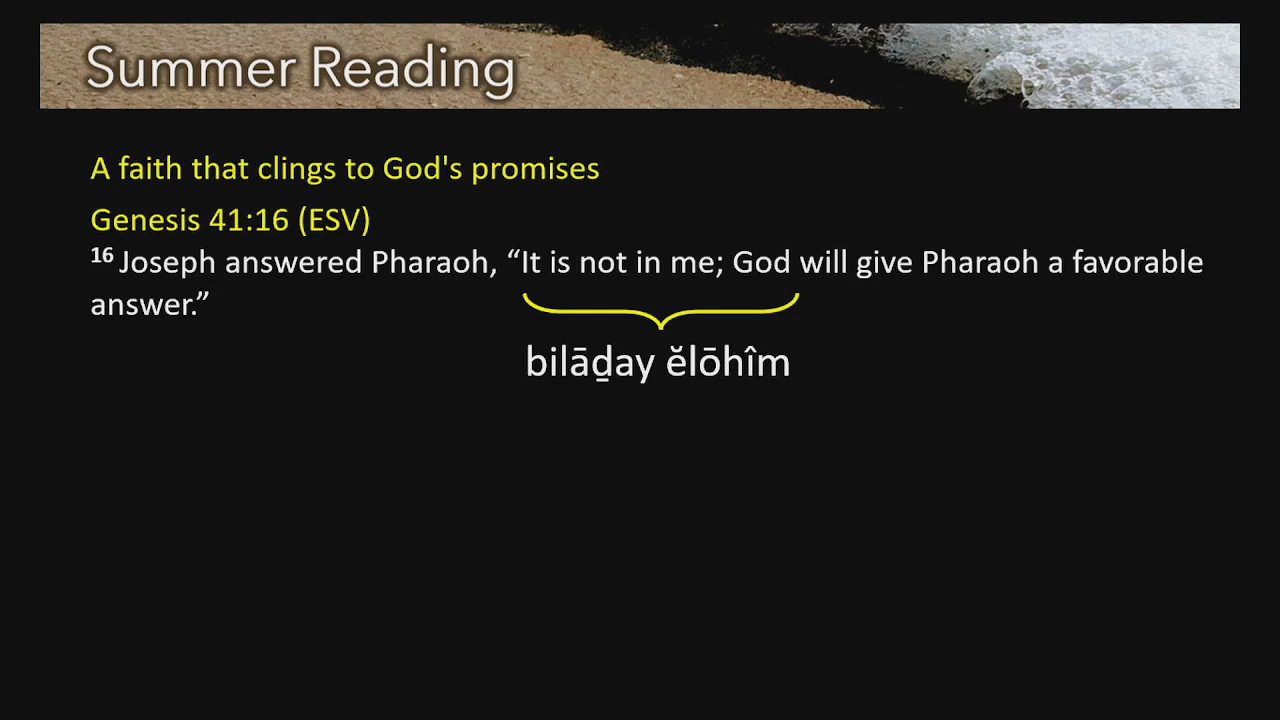 Summer Reading
A faith that clings to God's promises
Genesis 41:16 (ESV)
16 Joseph answered Pharaoh, “It is not in me; God will give Pharaoh a favorable
answer.”
bilāḏay ĕlōhîm